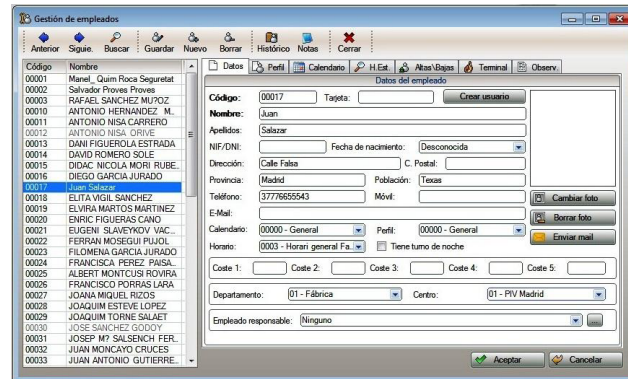 Gestión de empleados
Anterior Siguie. Buscar Guardar Nuevo Borrar Histórico Notas Cerrar
Código Nombre
00001 Manel_ Quim Roca Seguretat
00002 Salvador Proves Proves
00003 RAFAEL SANCHEZ MU?OZ
00010 ANTONIO HERNANDEZ M..
00011 ANTONIO NISA CARRERO
00012 ANTONIO NISA ORIVE
00013 DANI FIGUEROLA ESTRADA
00014 DAVID ROMERO SOLE
00015 DIDAC NICOLA MORI RUBE..
00016 DIEGO GARCIA JURADO
00017 Juan Salazar
00018 ELITA VIGIL SANCHEZ
00019 ELVIRA MARTOS MARTINEZ
00020 ENRIC FIGUERAS CANO
00021 EUGENI SLAVEYKOV VAC..
00022 FERRAN MOSEGUI PUJOL
00023 FILOMENA GARCIA JURADO
00024 FRANCISCA PEREZ PAISA..
00025 ALBERT MONTCUSI ROVIRA
00026 FRANCISCO PORRAS LARA
00027 JOANA MIQUEL RIZOS
00028 JOAQUIM ESTEVE LOPEZ
00029 JOAQUIM TORNE SALAET
00030 JOSE SANCHEZ GODOY
00031 JOSEP M? SALSENCH FER..
00032 JUAN MONCAYO CRUCES
00033 JUAN ANTONIO GUTIERRE..
Datos Perfil Calendario H.Est. Altas\Bajas Terminal Observ.
Datos del empleado
Código: 00017 Tarjeta: Crear usuario
Nombre: Juan
Apellidos: Salazar
NIF/DNI: Fecha de nacimiento: Desconocida
Dirección: Calle Falsa C. Postal:
Provincia: Madrid Población: Texas
Teléfono: 37776655543 Móvil: Cambiar foto
E-Mail: Borrar foto
Calendario: 00000 - General Perfil: 00000 - General Enviar mail
Horario: 0003 - Horari general Fa.. Tiene turno de noche
Coste 1: Coste 2: Coste 3: Coste 4: Coste 5:
Departamento: 01 - Fábrica Centro: 01 - PIV Madrid
Empleado responsable: Ninguno ...
Aceptar Cancelar